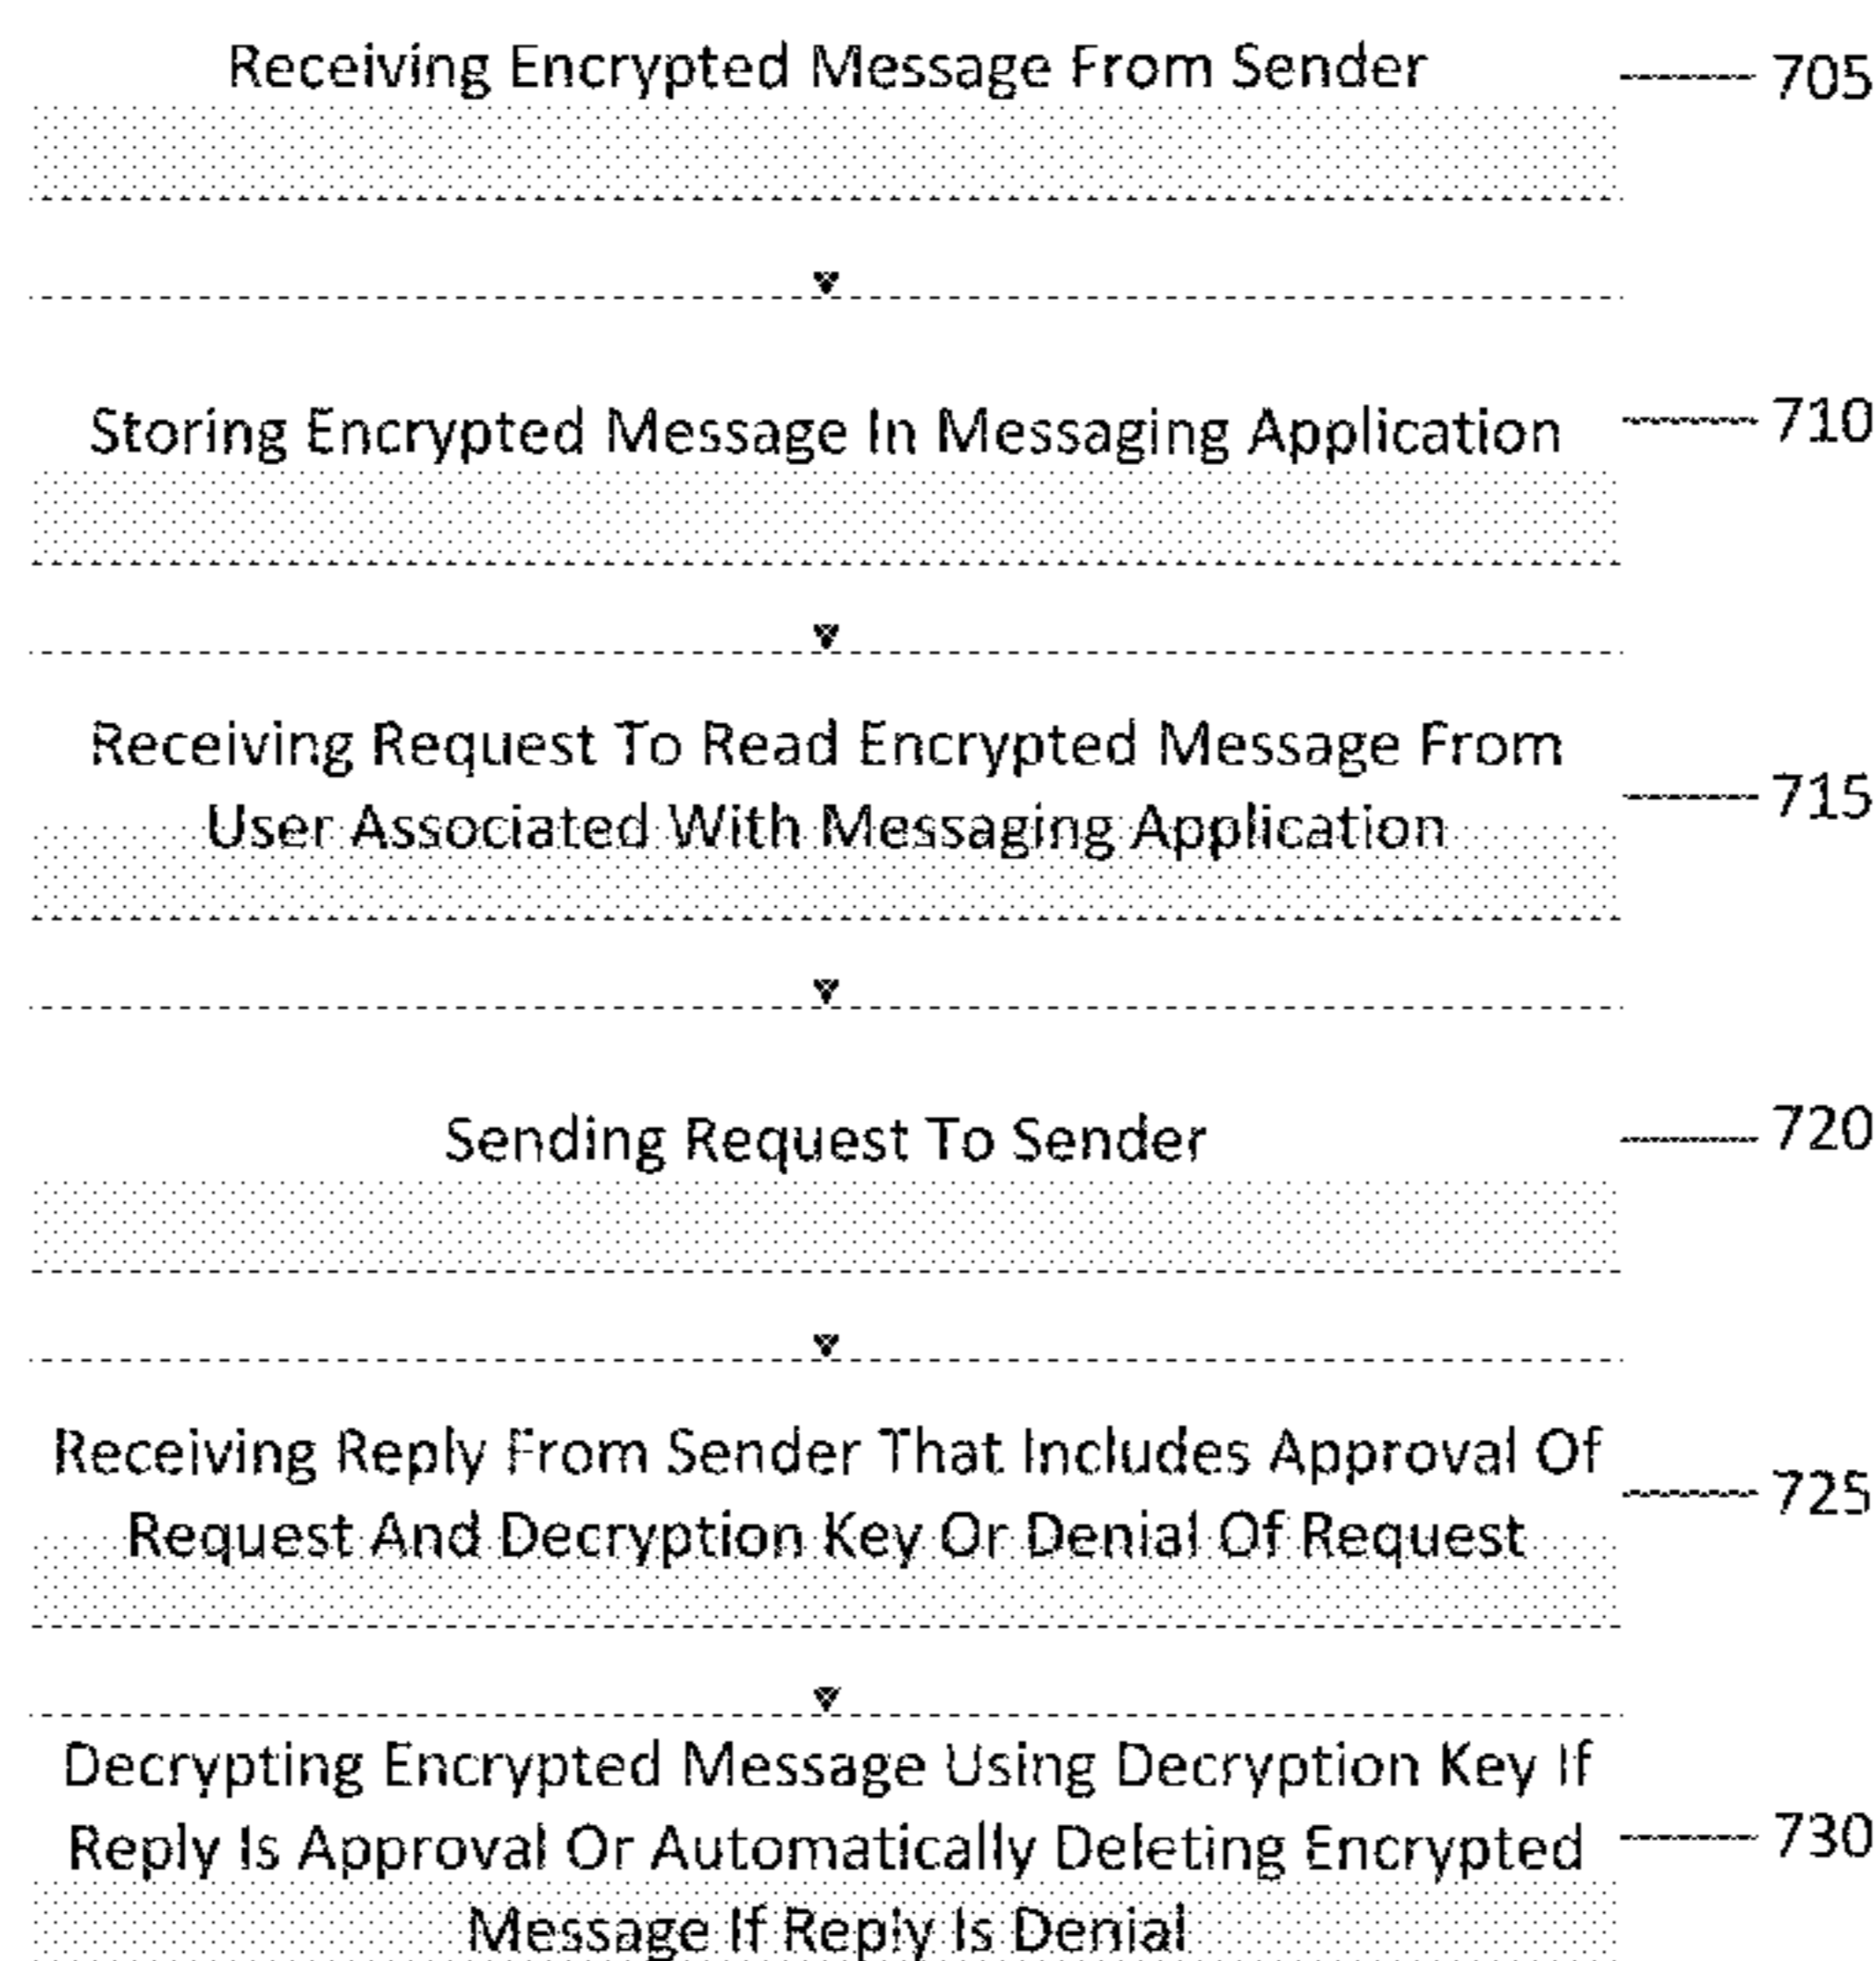 Receiving Encrypted Message From Sender
705
Storing Encrypted Message In Messaging Application
710
Receiving Request To Read Encrypted Message From
User Associated With Messaging Application
715
Sending Request To Sender
720
Receiving Reply From Sender That Includes Approval Of
Request And Decryption Key Or Denial Of Request
725
Decrypting Encrypted Message Using Decryption Key If
Reply Is Approval Or Automatically Deleting Encrypted
Message If Reply Is Denial
730